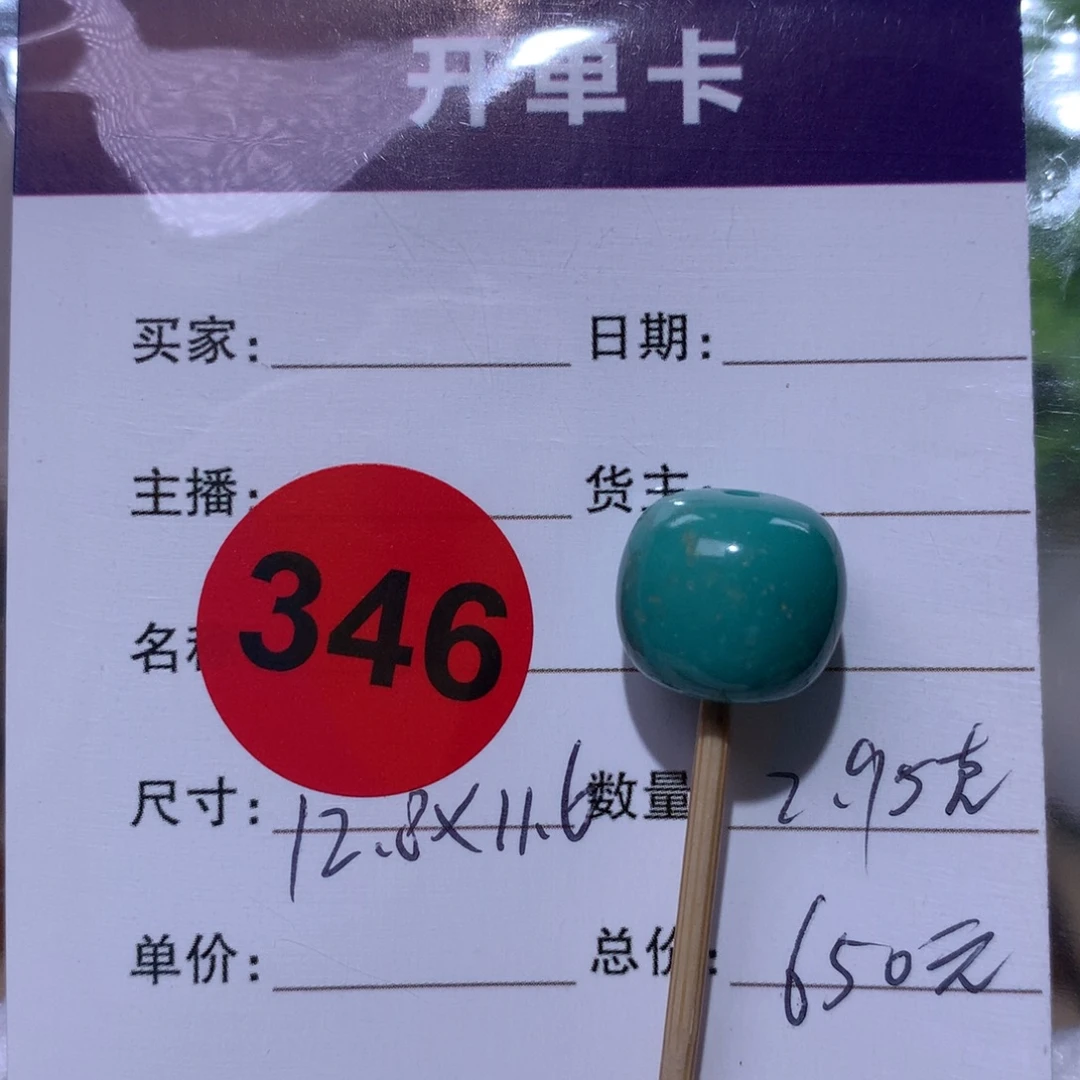 开单卡
买家： 日期：
主播： 货主：
346
名
尺寸：12.8X11.6 数量 2.95克
单价： 总价：650元